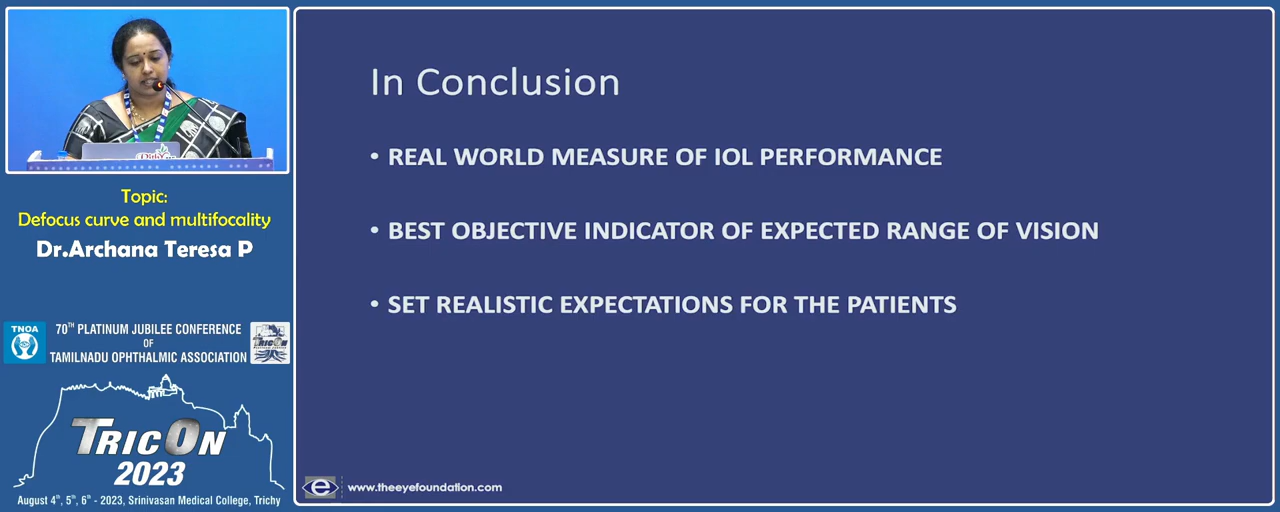 Topic:
Defocus curve and multifocality
Dr.Archana Teresa P
TNOA
70TH PLATINUM JUBILEE CONFERENCE
OF
TAMILNADU OPHTHALMIC ASSOCIATION
TRICON
TRICON
2023
August 4th, 5th, 6th - 2023, Srinivasan Medical College, Trichy
In Conclusion
• REAL WORLD MEASURE OF IOL PERFORMANCE
• BEST OBJECTIVE INDICATOR OF EXPECTED RANGE OF VISION
• SET REALISTIC EXPECTATIONS FOR THE PATIENTS
e
www.theeyefoundation.com